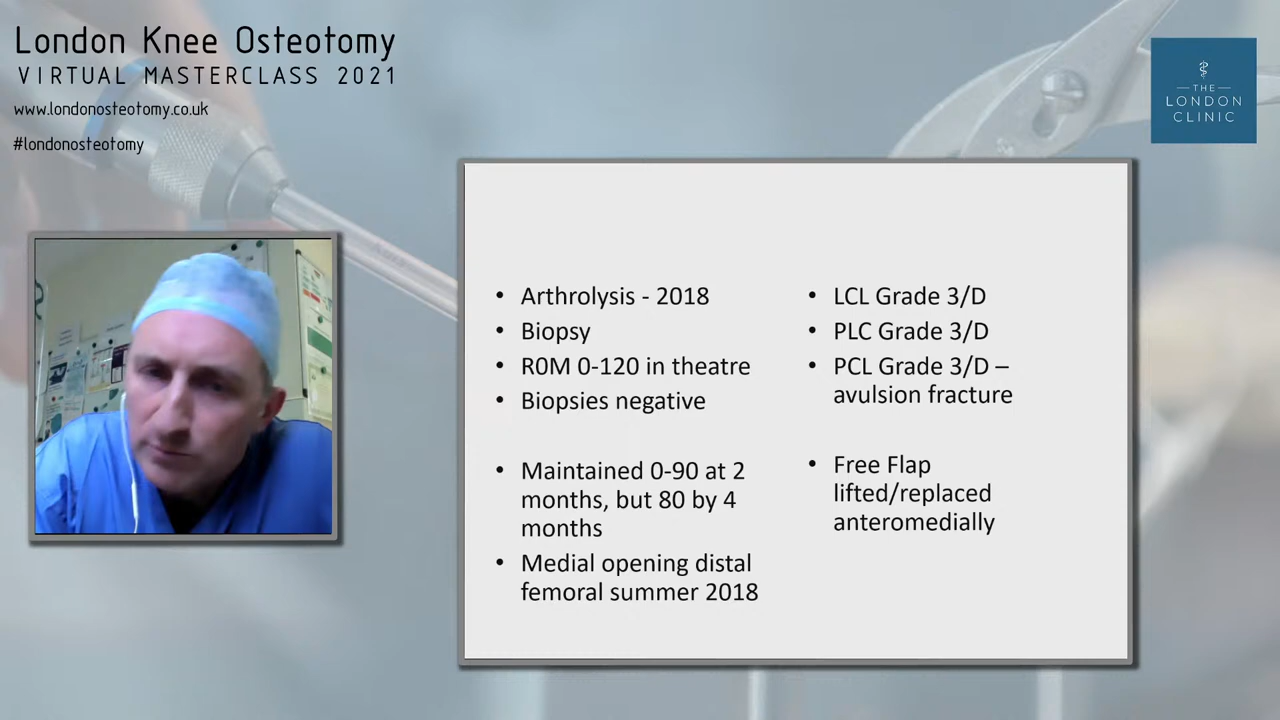 London Knee Osteotomy
VIRTUAL MASTERCLASS 2021
www.londonosteotomy.co.uk
#londonosteotomy
THE
LONDON
CLINIC
• Arthrolysis - 2018
• Biopsy
• R0M 0-120 in theatre
• Biopsies negative
• Maintained 0-90 at 2
months, but 80 by 4
months
• Medial opening distal
femoral summer 2018
• LCL Grade 3/D
• PLC Grade 3/D
• PCL Grade 3/D –
avulsion fracture
• Free Flap
lifted/replaced
anteromedially